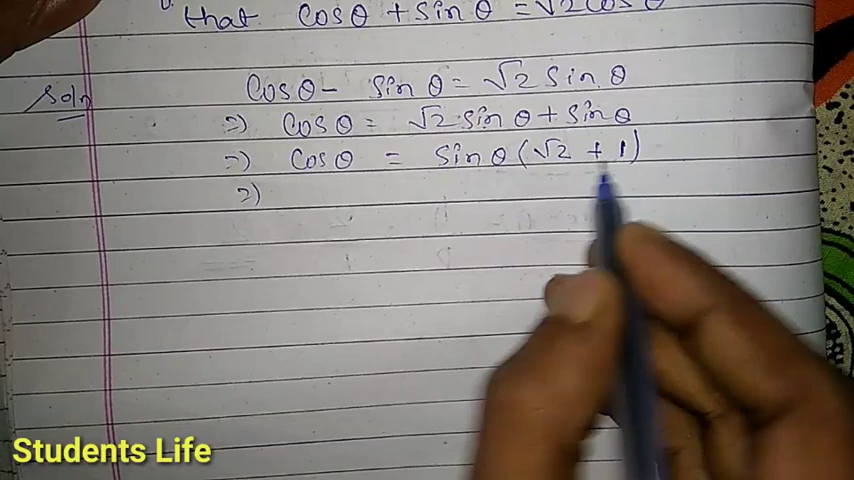 that cosθ + sinθ = √2 cosθ
Soln
cosθ - sinθ = √2 sinθ
⇒ cosθ = √2 sinθ + sinθ
⇒ cosθ = sinθ (√2 + 1)
⇒
Students Life